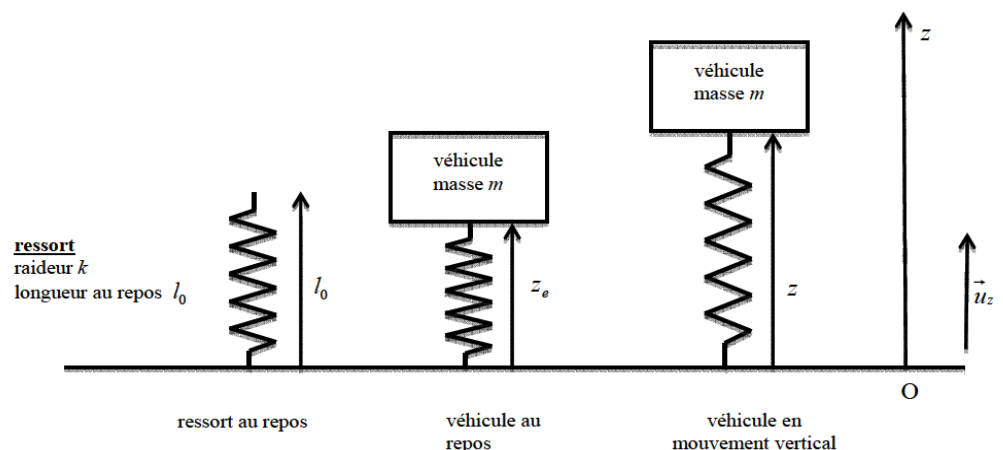 z
véhicule
masse m
véhicule
masse m
ressort
raideur k
longueur au repos l₀
l₀
zₑ
z
u⃗z
O
ressort au repos
véhicule au
repos
véhicule en
mouvement vertical